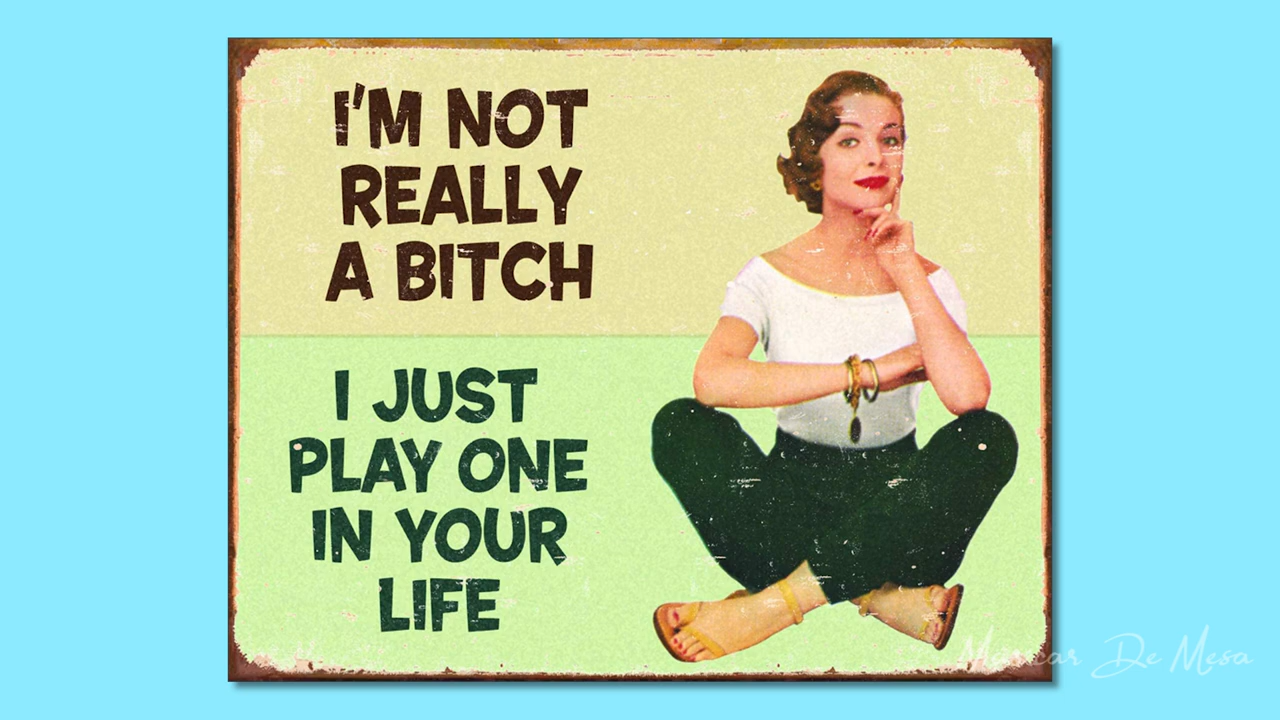 I'M NOT
REALLY
A BITCH
I JUST
PLAY ONE
IN YOUR
LIFE
De Mesa